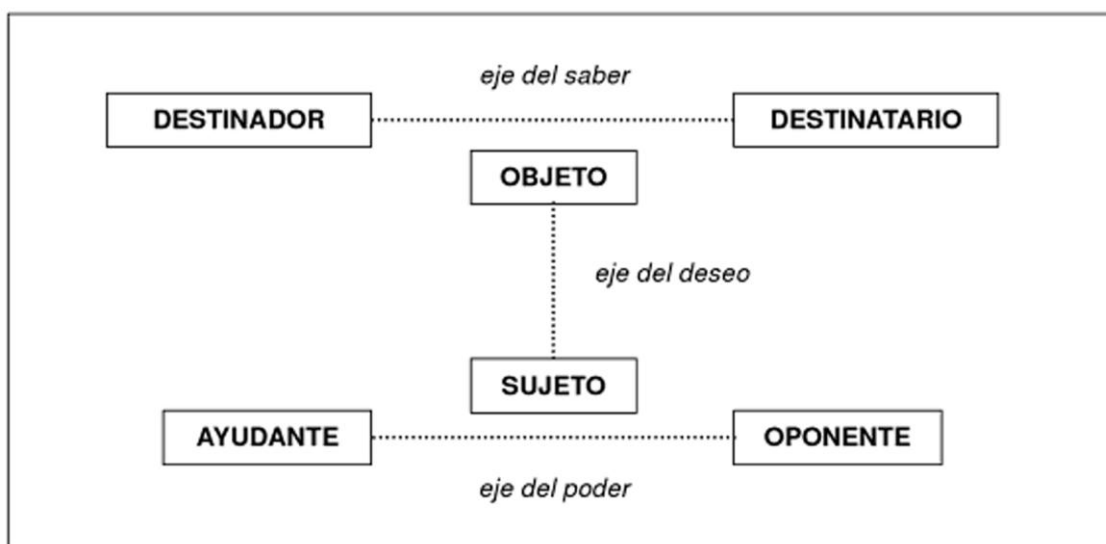 eje del saber
DESTINADOR
DESTINATARIO
OBJETO
eje del deseo
SUJETO
AYUDANTE
OPONENTE
eje del poder